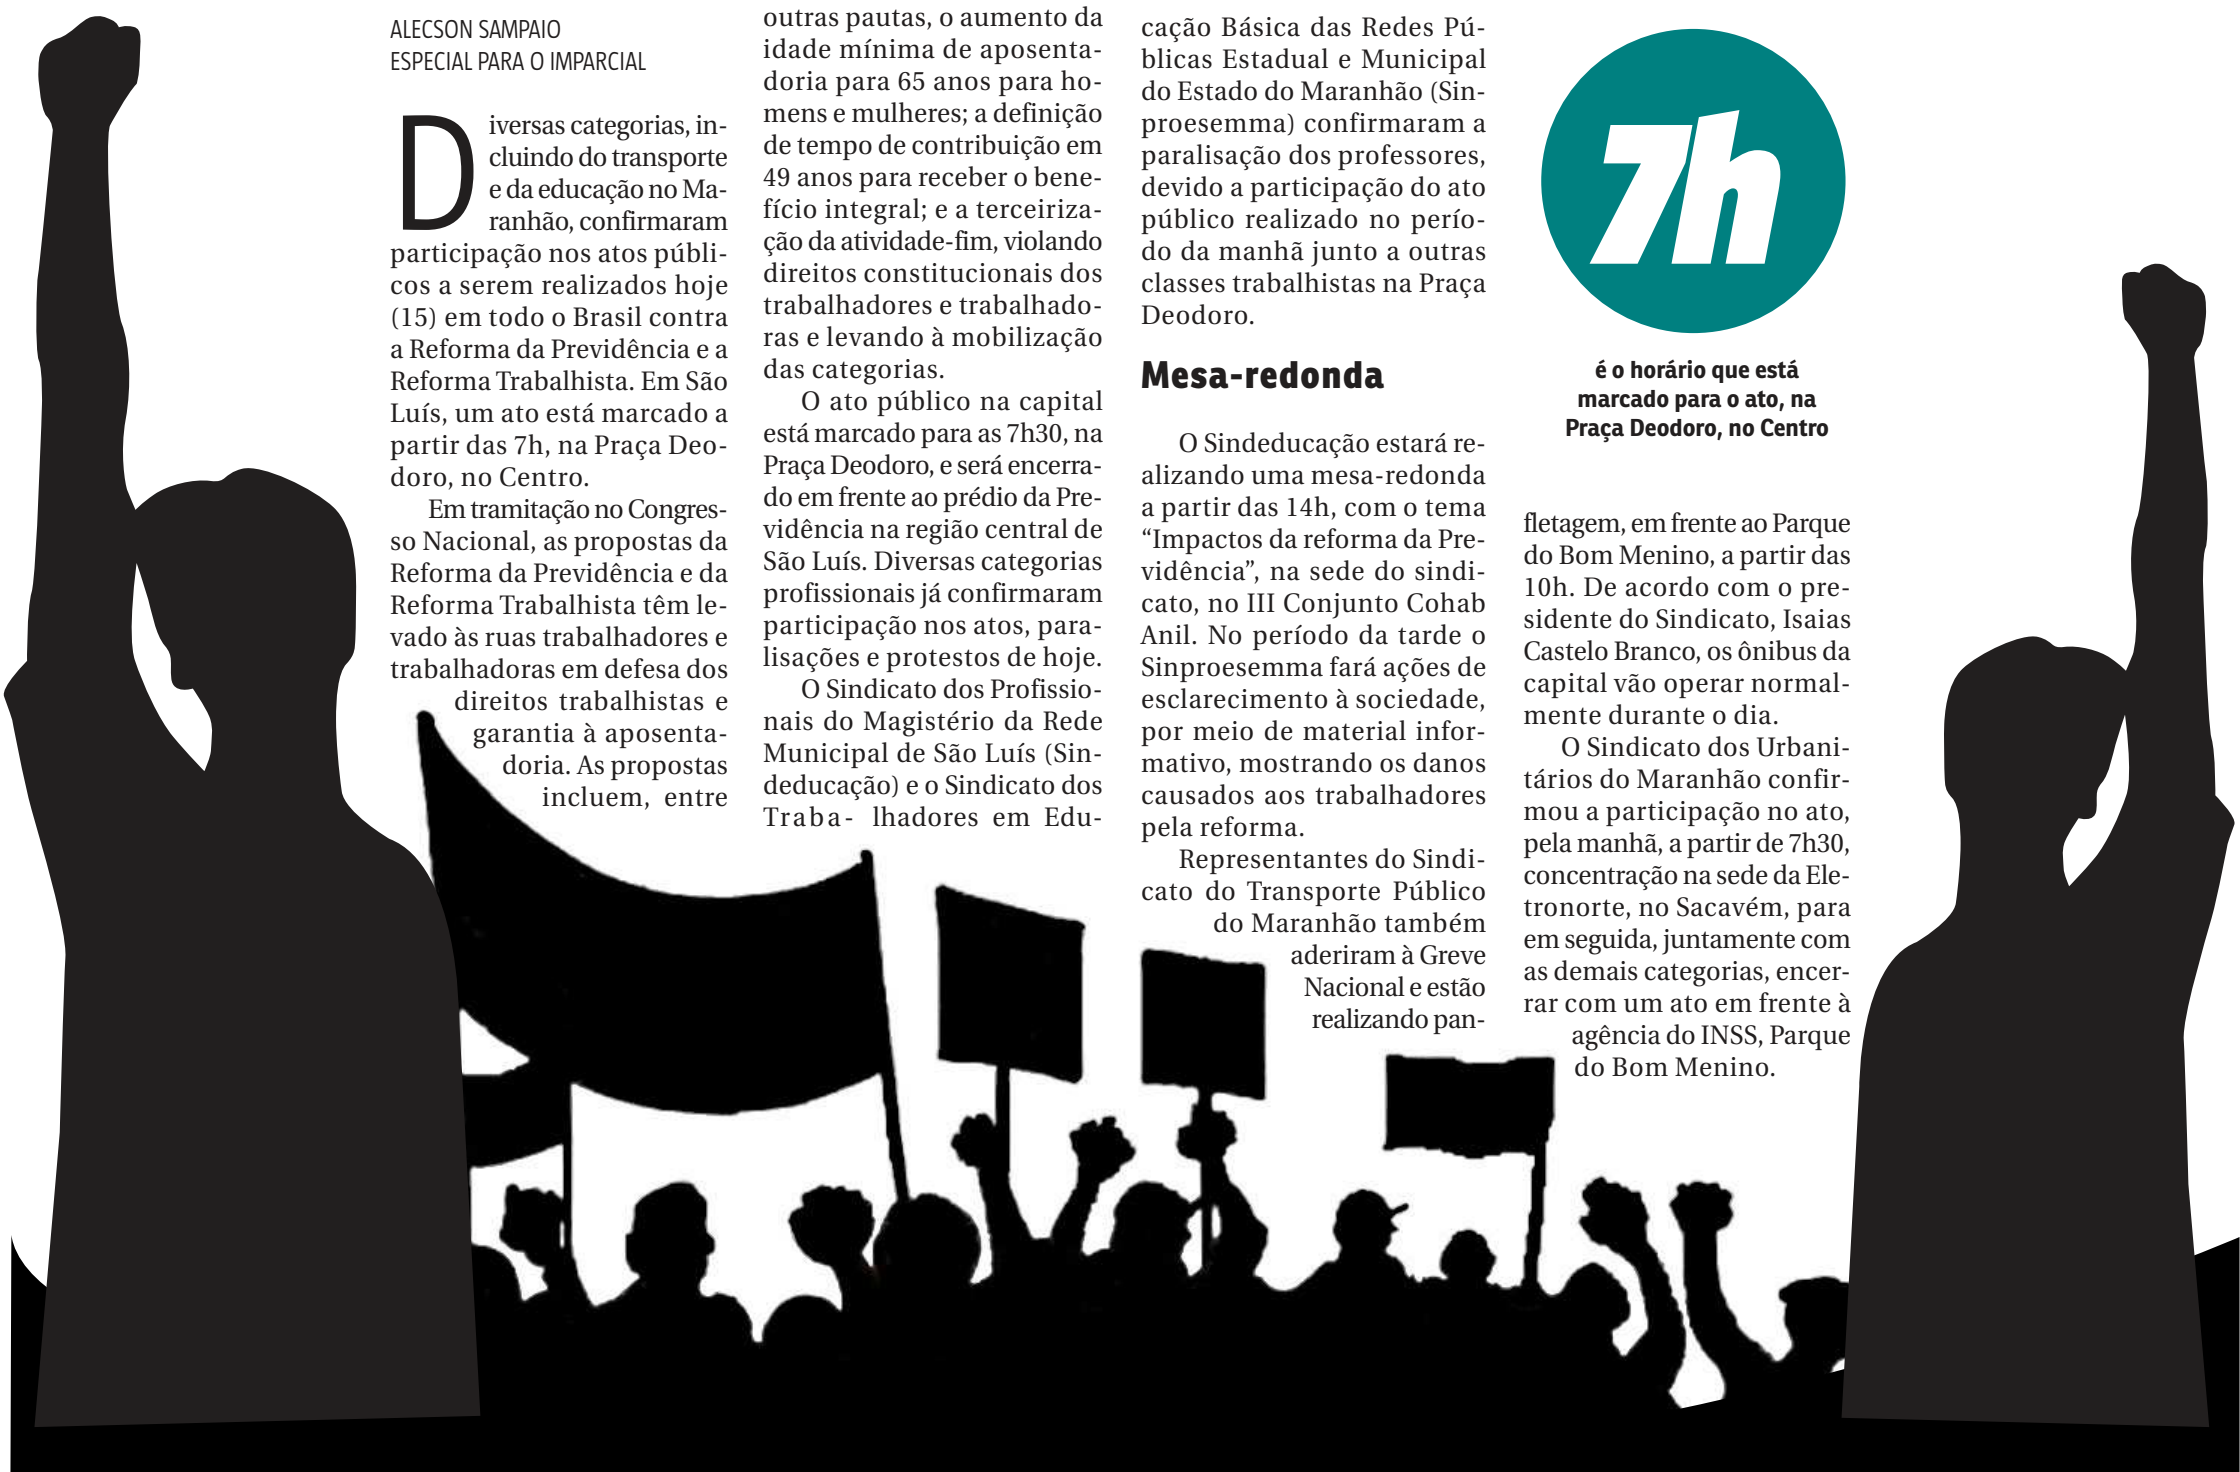 ALECSON SAMPAIO
ESPECIAL PARA O IMPARCIAL
Diversas categorias, in-
cluindo do transporte
e da educação no Ma-
ranhão, confirmaram
participação nos atos públi-
cos a serem realizados hoje
(15) em todo o Brasil contra
a Reforma da Previdência e a
Reforma Trabalhista. Em São
Luís, um ato está marcado a
partir das 7h, na Praça Deo-
doro, no Centro.
Em tramitação no Congres-
so Nacional, as propostas da
Reforma da Previdência e da
Reforma Trabalhista têm le-
vado às ruas trabalhadores e
trabalhadoras em defesa dos
direitos trabalhistas e
garantia à aposenta-
doria. As propostas
incluem, entre
outras pautas, o aumento da
idade mínima de aposenta-
doria para 65 anos para ho-
mens e mulheres; a definição
de tempo de contribuição em
49 anos para receber o bene-
fício integral; e a terceiriza-
ção da atividade-fim, violando
direitos constitucionais dos
trabalhadores e trabalhado-
ras e levando à mobilização
das categorias.
O ato público na capital
está marcado para as 7h30, na
Praça Deodoro, e será encerra-
do em frente ao prédio da Pre-
vidência na região central de
São Luís. Diversas categorias
profissionais já confirmaram
participação nos atos, para-
lisações e protestos de hoje.
O Sindicato dos Profissio-
nais do Magistério da Rede
Municipal de São Luís (Sin-
deducação) e o Sindicato dos
Traba- lhadores em Edu-
cação Básica das Redes Pú-
blicas Estadual e Municipal
do Estado do Maranhão (Sin-
proesemma) confirmaram a
paralisação dos professores,
devido a participação do ato
público realizado no perío-
do da manhã junto a outras
classes trabalhistas na Praça
Deodoro.
Mesa-redonda
O Sindeducação estará re-
alizando uma mesa-redonda
a partir das 14h, com o tema
“Impactos da reforma da Pre-
vidência”, na sede do sindi-
cato, no III Conjunto Cohab
Anil. No período da tarde o
Sinproesemma fará ações de
esclarecimento à sociedade,
por meio de material infor-
mativo, mostrando os danos
causados aos trabalhadores
pela reforma.
Representantes do Sindi-
cato do Transporte Público
do Maranhão também
aderiram à Greve
Nacional e estão
realizando pan-
7h
é o horário que está
marcado para o ato, na
Praça Deodoro, no Centro
fletagem, em frente ao Parque
do Bom Menino, a partir das
10h. De acordo com o pre-
sidente do Sindicato, Isaias
Castelo Branco, os ônibus da
capital vão operar normal-
mente durante o dia.
O Sindicato dos Urbani-
tários do Maranhão confir-
mou a participação no ato,
pela manhã, a partir de 7h30,
concentração na sede da Ele-
tronorte, no Sacavém, para
em seguida, juntamente com
as demais categorias, encer-
rar com um ato em frente à
agência do INSS, Parque
do Bom Menino.